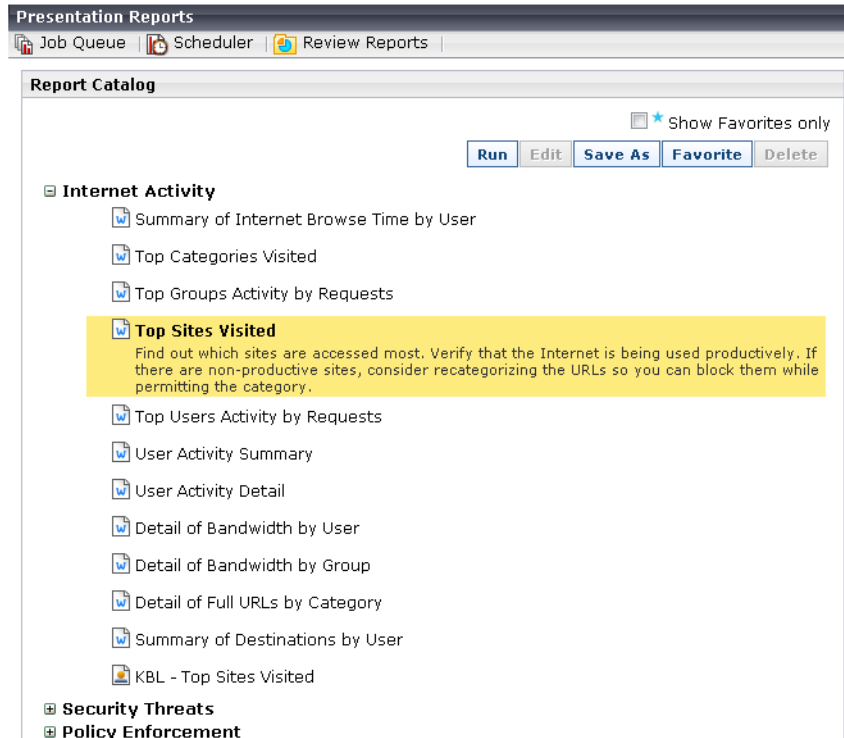 Presentation Reports
Job Queue | Scheduler | Review Reports |
Report Catalog
Show Favorites only
Run Edit Save As Favorite Delete
Internet Activity
Summary of Internet Browse Time by User
Top Categories Visited
Top Groups Activity by Requests
Top Sites Visited
Find out which sites are accessed most. Verify that the Internet is being used productively. If
there are non-productive sites, consider recategorizing the URLs so you can block them while
permitting the category.
Top Users Activity by Requests
User Activity Summary
User Activity Detail
Detail of Bandwidth by User
Detail of Bandwidth by Group
Detail of Full URLs by Category
Summary of Destinations by User
KBL - Top Sites Visited
Security Threats
Policy Enforcement